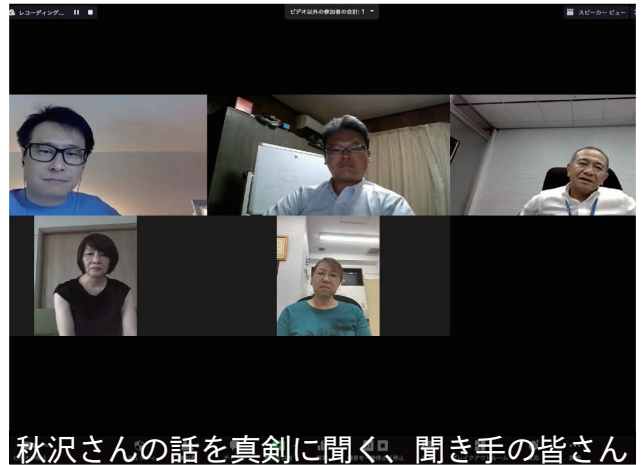 レコーディング...
ビデオ以外の参加者の合計: 1
スピーカー ビュー
秋沢さんの話を真剣に聞く、聞き手の皆さん